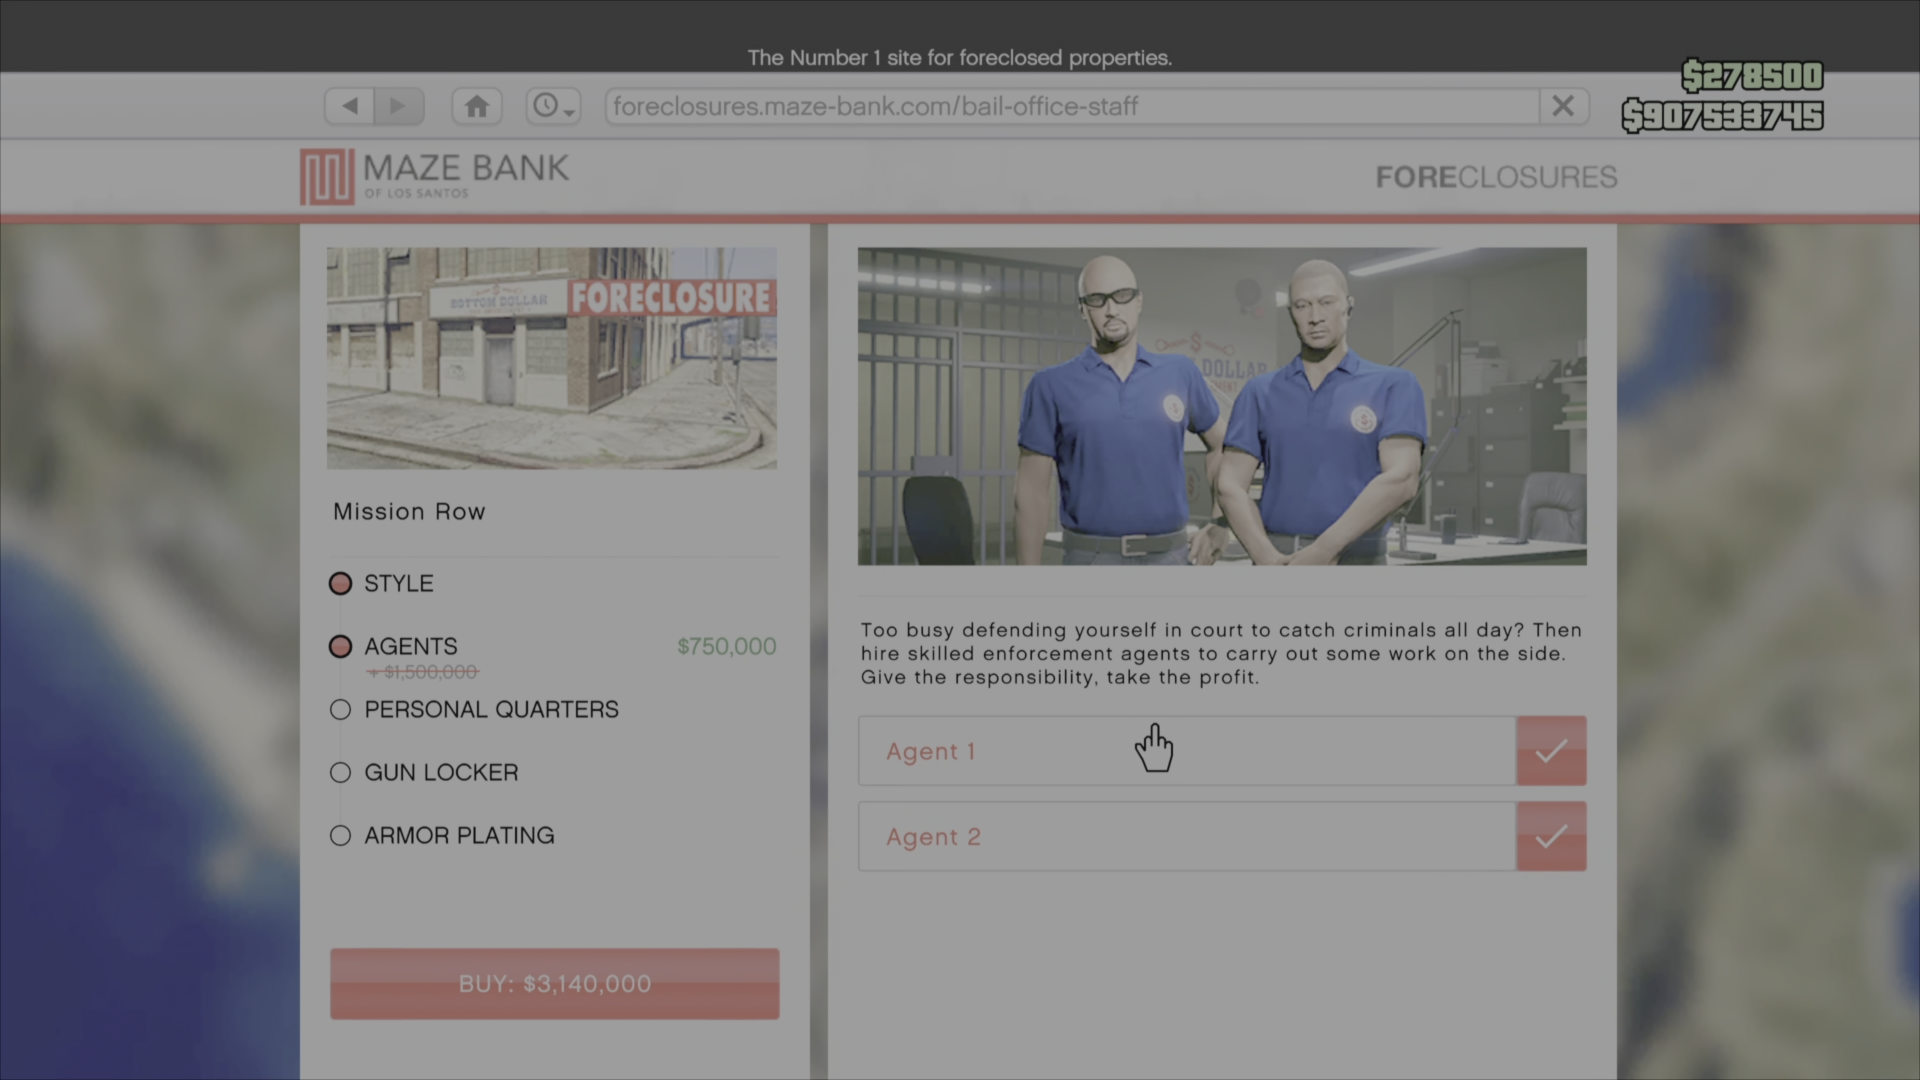 The Number 1 site for foreclosed properties.
$278500
$907533745
foreclosures.maze-bank.com/bail-office-staff
MAZE BANK
OF LOS SANTOS
FORECLOSURES
BOTTOM DOLLAR
FORECLOSURE
$ DOLLAR
Mission Row
STYLE
AGENTS $750,000
+ $1,500,000
PERSONAL QUARTERS
GUN LOCKER
ARMOR PLATING
BUY: $3,140,000
Too busy defending yourself in court to catch criminals all day? Then
hire skilled enforcement agents to carry out some work on the side.
Give the responsibility, take the profit.
Agent 1
Agent 2